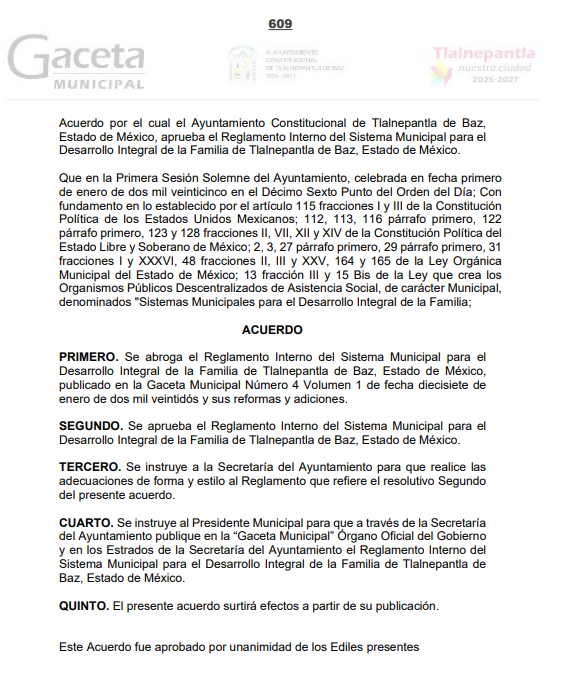 609
Gaceta
MUNICIPAL
H. AYUNTAMIENTO
CONSTITUCIONAL
DE TLALNEPANTLA DE BAZ
2025 - 2027
Tlalnepantla
nuestra ciudad
2025-2027
Acuerdo por el cual el Ayuntamiento Constitucional de Tlalnepantla de Baz,
Estado de México, aprueba el Reglamento Interno del Sistema Municipal para el
Desarrollo Integral de la Familia de Tlalnepantla de Baz, Estado de México.
Que en la Primera Sesión Solemne del Ayuntamiento, celebrada en fecha primero
de enero de dos mil veinticinco en el Décimo Sexto Punto del Orden del Día; Con
fundamento en lo establecido por el artículo 115 fracciones I y III de la Constitución
Política de los Estados Unidos Mexicanos; 112, 113, 116 párrafo primero, 122
párrafo primero, 123 y 128 fracciones II, VII, XII y XIV de la Constitución Política del
Estado Libre y Soberano de México; 2, 3, 27 párrafo primero, 29 párrafo primero, 31
fracciones I y XXXVI, 48 fracciones II, III y XXV, 164 y 165 de la Ley Orgánica
Municipal del Estado de México; 13 fracción III y 15 Bis de la Ley que crea los
Organismos Públicos Descentralizados de Asistencia Social, de carácter Municipal,
denominados "Sistemas Municipales para el Desarrollo Integral de la Familia;
ACUERDO
PRIMERO. Se abroga el Reglamento Interno del Sistema Municipal para el
Desarrollo Integral de la Familia de Tlalnepantla de Baz, Estado de México,
publicado en la Gaceta Municipal Número 4 Volumen 1 de fecha diecisiete de
enero de dos mil veintidós y sus reformas y adiciones.
SEGUNDO. Se aprueba el Reglamento Interno del Sistema Municipal para el
Desarrollo Integral de la Familia de Tlalnepantla de Baz, Estado de México.
TERCERO. Se instruye a la Secretaría del Ayuntamiento para que realice las
adecuaciones de forma y estilo al Reglamento que refiere el resolutivo Segundo
del presente acuerdo.
CUARTO. Se instruye al Presidente Municipal para que a través de la Secretaría
del Ayuntamiento publique en la “Gaceta Municipal” Órgano Oficial del Gobierno
y en los Estrados de la Secretaría del Ayuntamiento el Reglamento Interno del
Sistema Municipal para el Desarrollo Integral de la Familia de Tlalnepantla de
Baz, Estado de México.
QUINTO. El presente acuerdo surtirá efectos a partir de su publicación.
Este Acuerdo fue aprobado por unanimidad de los Ediles presentes